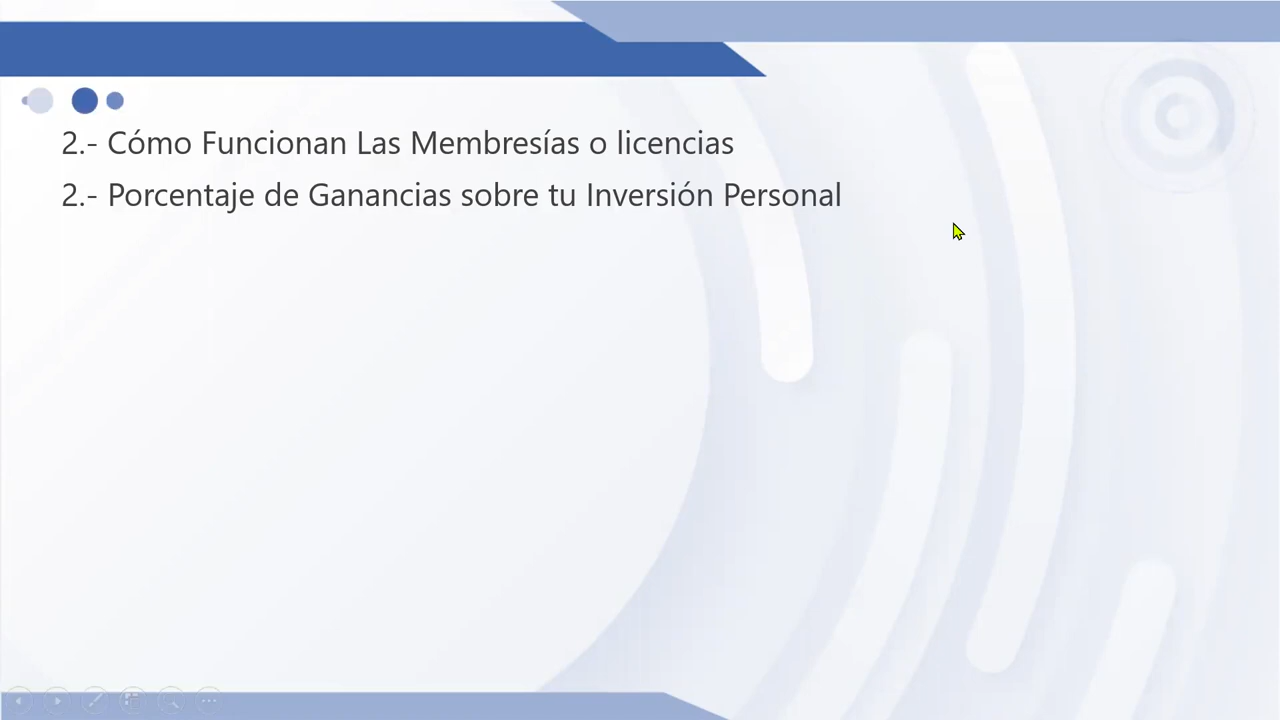 2.- Cómo Funcionan Las Membresías o licencias
2.- Porcentaje de Ganancias sobre tu Inversión Personal